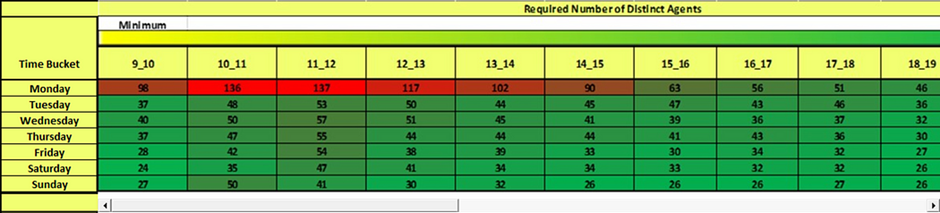 Required Number of Distinct Agents
Minimum
Time Bucket 9_10 10_11 11_12 12_13 13_14 14_15 15_16 16_17 17_18 18_19
Monday 98 136 137 117 102 90 63 56 51 46
Tuesday 37 48 53 50 44 45 47 43 46 36
Wednesday 40 50 57 51 45 41 39 36 37 32
Thursday 37 47 55 44 44 44 41 43 36 30
Friday 28 42 54 38 39 33 30 34 32 27
Saturday 24 35 47 41 34 34 33 32 32 26
Sunday 27 50 41 30 32 26 26 26 27 26